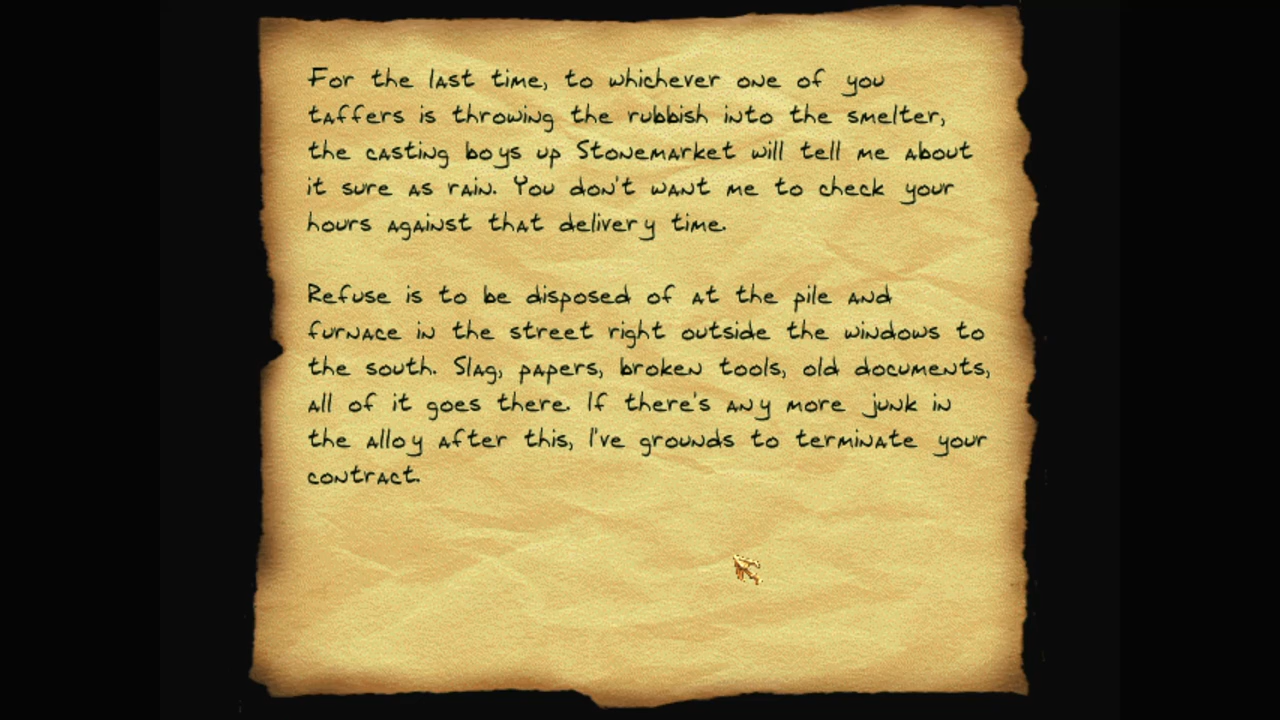 For the last time, to whichever one of you
taffers is throwing the rubbish into the smelter,
the casting boys up Stonemarket will tell me about
it sure as rain. You don't want me to check your
hours against that delivery time.
Refuse is to be disposed of at the pile and
furnace in the street right outside the windows to
the south. Slag, papers, broken tools, old documents,
all of it goes there. If there's any more junk in
the alloy after this, I've grounds to terminate your
contract.